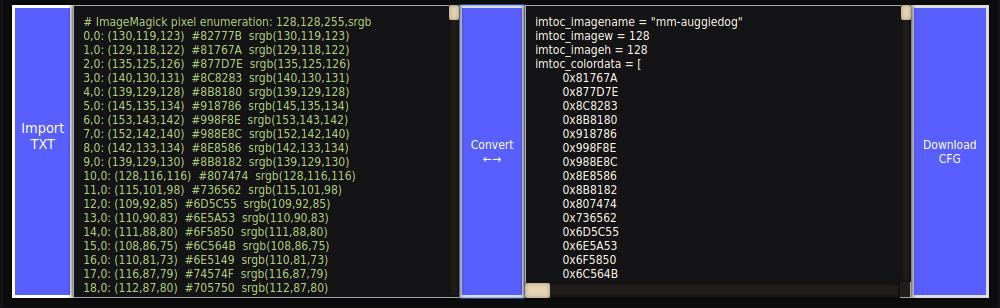 Import
TXT
# ImageMagick pixel enumeration: 128,128,255,srgb
0,0: (130,119,123) #82777B srgb(130,119,123)
1,0: (129,118,122) #81767A srgb(129,118,122)
2,0: (135,125,126) #877D7E srgb(135,125,126)
3,0: (140,130,131) #8C8283 srgb(140,130,131)
4,0: (139,129,128) #8B8180 srgb(139,129,128)
5,0: (145,135,134) #918786 srgb(145,135,134)
6,0: (153,143,142) #998F8E srgb(153,143,142)
7,0: (152,142,140) #988E8C srgb(152,142,140)
8,0: (142,133,134) #8E8586 srgb(142,133,134)
9,0: (139,129,130) #8B8182 srgb(139,129,130)
10,0: (128,116,116) #807474 srgb(128,116,116)
11,0: (115,101,98) #736562 srgb(115,101,98)
12,0: (109,92,85) #6D5C55 srgb(109,92,85)
13,0: (110,90,83) #6E5A53 srgb(110,90,83)
14,0: (111,88,80) #6F5850 srgb(111,88,80)
15,0: (108,86,75) #6C564B srgb(108,86,75)
16,0: (110,81,73) #6E5149 srgb(110,81,73)
17,0: (116,87,79) #74574F srgb(116,87,79)
18,0: (112,87,80) #705750 srgb(112,87,80)
Convert
←→
imtoc_imagename = "mm-auggiedog"
imtoc_imagew = 128
imtoc_imageh = 128
imtoc_colordata = [
0x81767A
0x877D7E
0x8C8283
0x8B8180
0x918786
0x998F8E
0x988E8C
0x8E8586
0x8B8182
0x807474
0x736562
0x6D5C55
0x6E5A53
0x6F5850
0x6C564B
Download
CFG